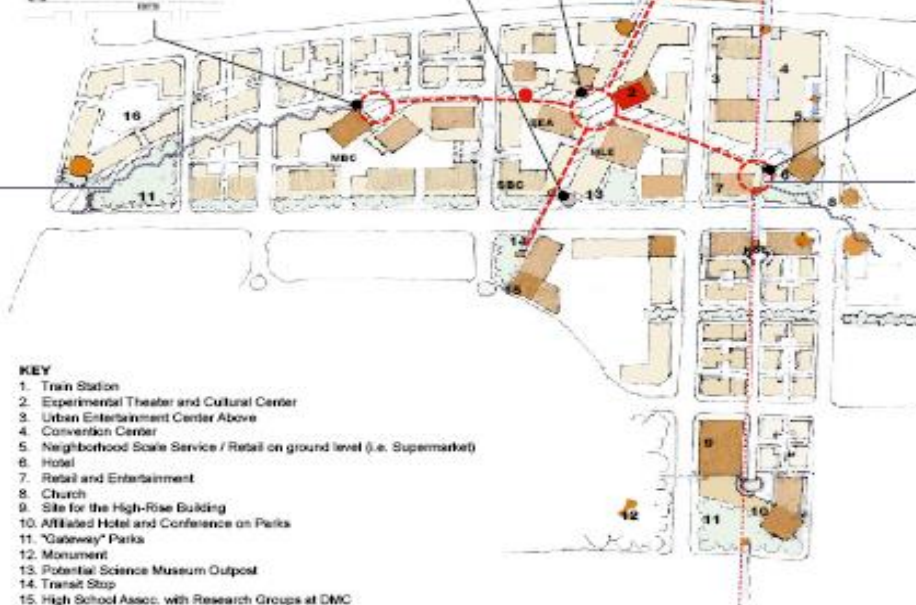 3
4
2
16
5
SEA
MBC
NLE
SBC
6
7
11
13
8
14
15
KEY
1. Train Station
2. Experimental Theater and Cultural Central
3. Urban Entertainment Center Above
4. Convention Center
5. Neighborhood Scale Service / Retail on ground level (i.e. Supermarket)
6. Hotel
7. Retail and Entertainment
8. Church
9. Site for the High-Rise Building
10. Affiliated Hotel and Conference on Parks
11. "Gateway" Parks
12. Monument
13. Potential Science Museum Outpost
14. Transit Stop
15. High School Assoc. with Research Groups at DMC
9
12
11
10